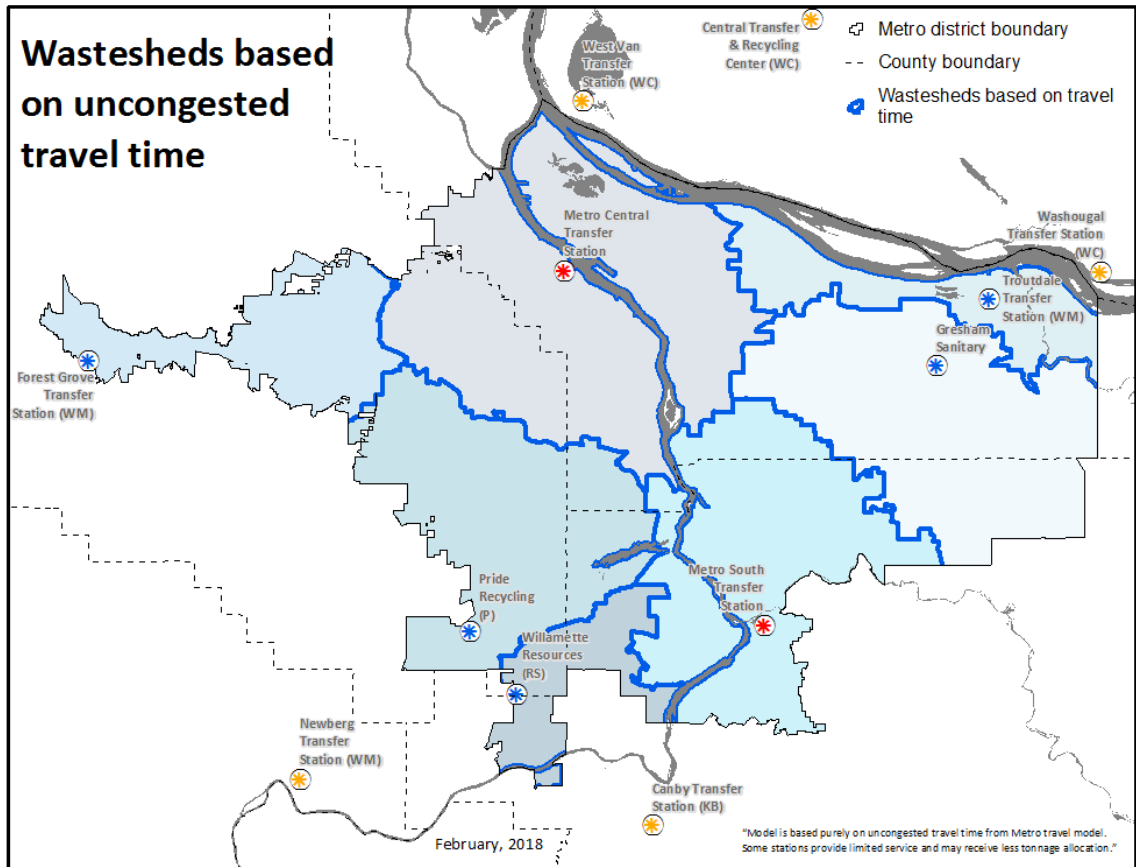 Wastesheds based
on uncongested
travel time
West Van
Transfer
Station (WC)
Central Transfer
& Recycling
Center (WC)
Metro district boundary
County boundary
Wastesheds based on travel
time
Metro Central
Transfer
Station
Washougal
Transfer Station
(WC)
Troutdale
Transfer
Station (WM)
Gresham
Sanitary
Forest Grove
Transfer
Station (WM)
Pride
Recycling
(P)
Metro South
Transfer
Station
Willamette
Resources
(RS)
Newberg
Transfer
Station (WM)
Canby Transfer
Station (KB)
February, 2018
"Model is based purely on uncongested travel time from Metro travel model.
Some stations provide limited service and may receive less tonnage allocation."